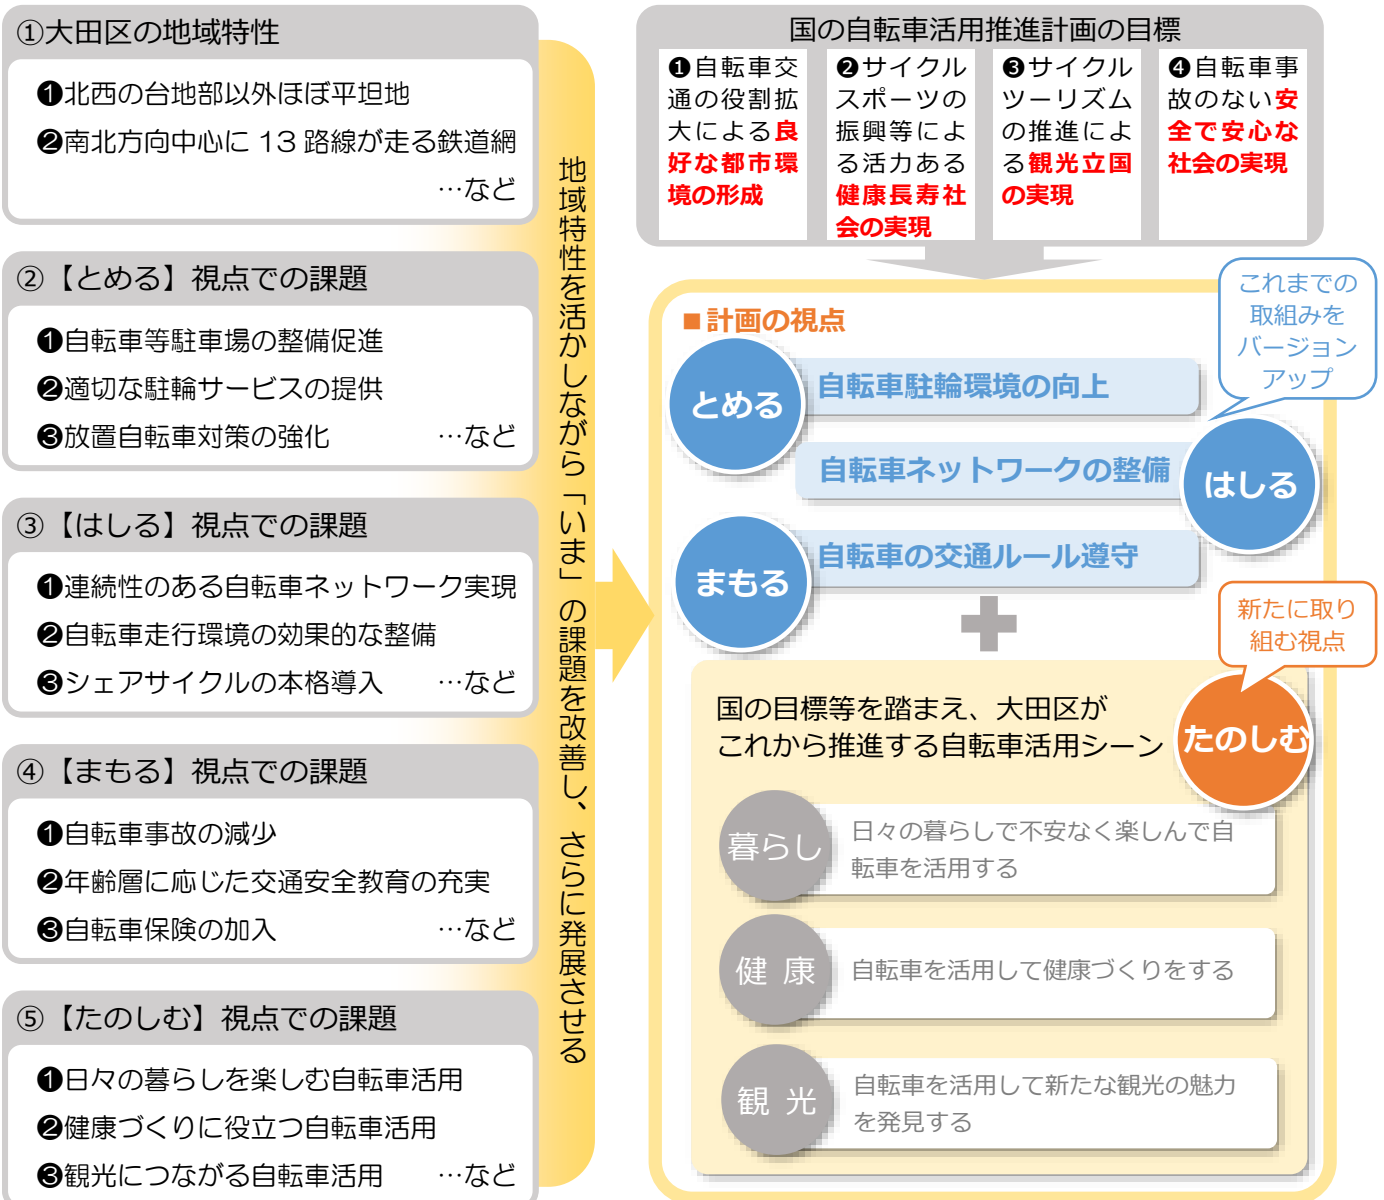 ①大田区の地域特性
❶北西の台地部以外ほぼ平坦地
❷南北方向中心に 13 路線が走る鉄道網
…など
②【とめる】視点での課題
❶自転車等駐車場の整備促進
❷適切な駐輪サービスの提供
❸放置自転車対策の強化 …など
③【はしる】視点での課題
❶連続性のある自転車ネットワーク実現
❷自転車走行環境の効果的な整備
❸シェアサイクルの本格導入 …など
④【まもる】視点での課題
❶自転車事故の減少
❷年齢層に応じた交通安全教育の充実
❸自転車保険の加入 …など
⑤【たのしむ】視点での課題
❶日々の暮らしを楽しむ自転車活用
❷健康づくりに役立つ自転車活用
❸観光につながる自転車活用 …など
地域特性を活かしながら「いま」の課題を改善し、さらに発展させる
国の自転車活用推進計画の目標
❶自転車交
通の役割拡
大による良
好な都市環
境の形成
❷サイクル
スポーツの
振興等によ
る活力ある
健康長寿社
会の実現
❸サイクル
ツーリズム
の推進によ
る観光立国
の実現
❹自転車事
故のない安
全で安心な
社会の実現
■計画の視点
これまでの
取組みを
バージョン
アップ
とめる
自転車駐輪環境の向上
自転車ネットワークの整備
はしる
まもる
自転車の交通ルール遵守
新たに取り
組む視点
国の目標等を踏まえ、大田区が
これから推進する自転車活用シーン
たのしむ
暮らし
日々の暮らしで不安なく楽しんで自
転車を活用する
健 康
自転車を活用して健康づくりをする
観 光
自転車を活用して新たな観光の魅力
を発見する